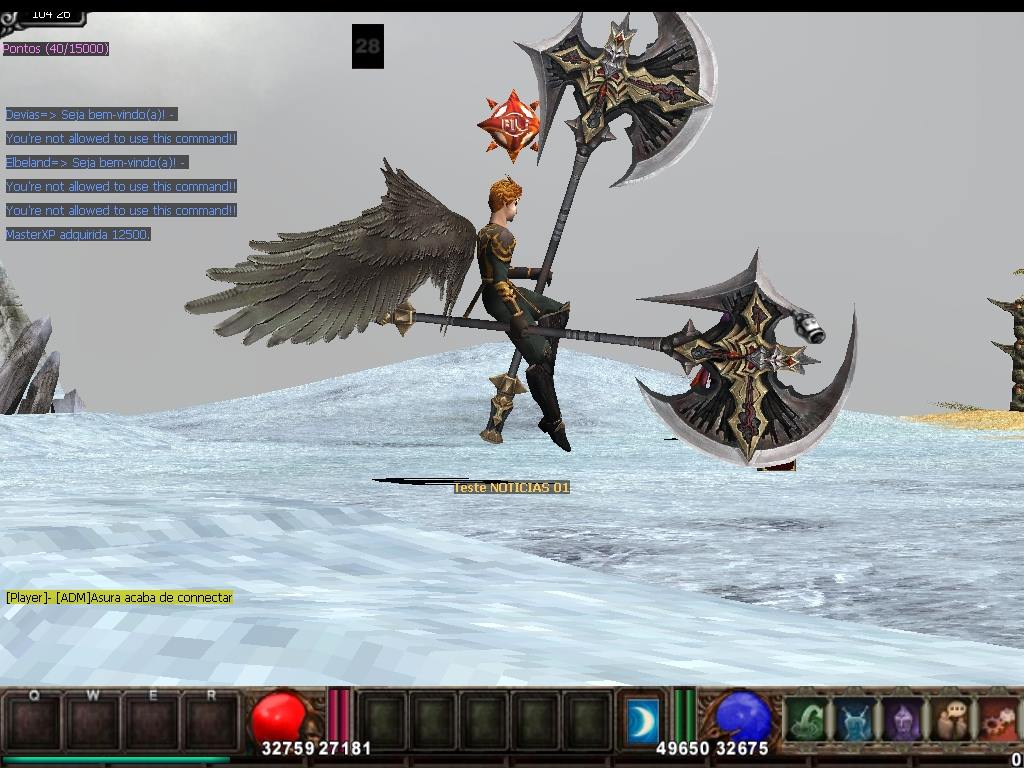 104 26
Pontos (40/15000)
28
Devias=> Seja bem-vindo(a)! -
You're not allowed to use this command!!
Elbeland=> Seja bem-vindo(a)! -
You're not allowed to use this command!!
You're not allowed to use this command!!
MasterXP adquirida 12500.
Teste NOTICIAS 01
[Player]- [ADM]Asura acaba de connectar
Q W E R
32759 27181 49650 32675
0